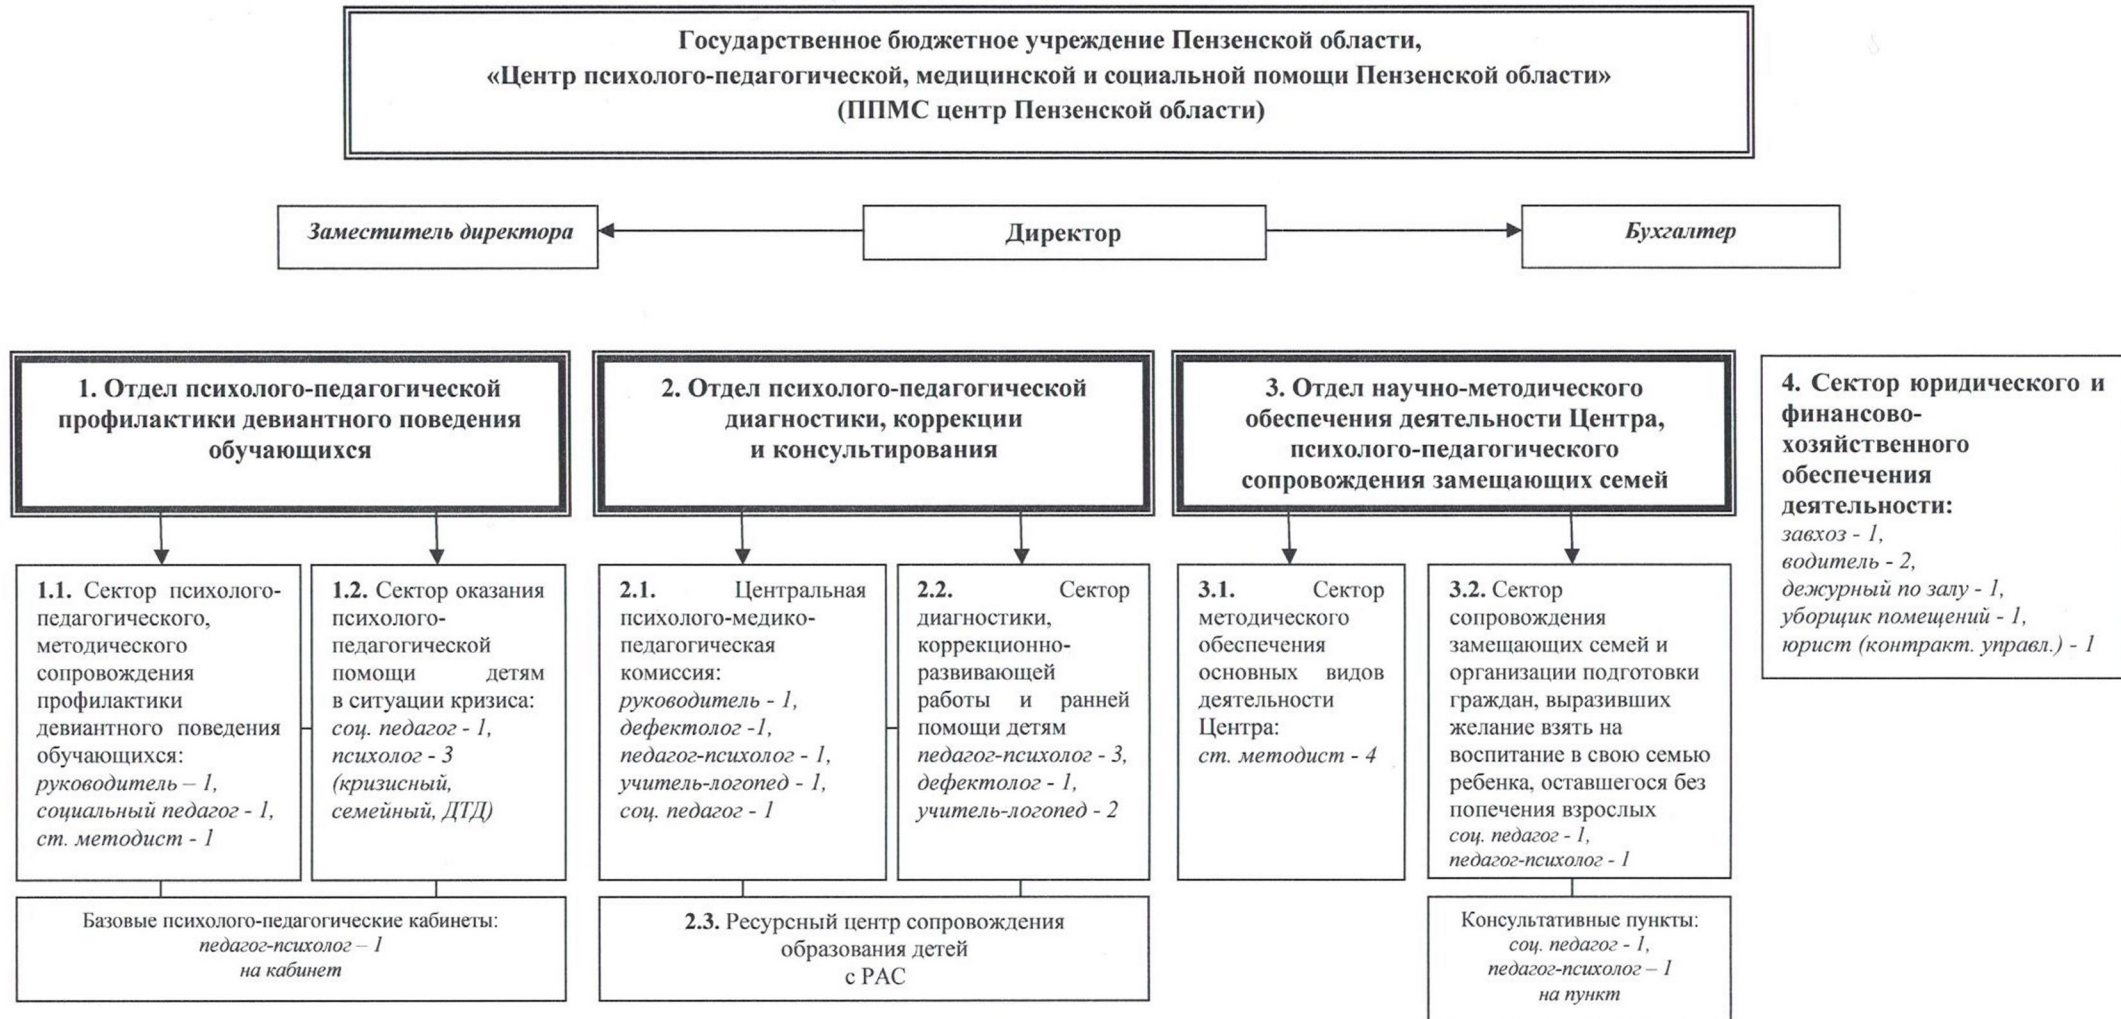 Государственное бюджетное учреждение Пензенской области,
«Центр психолого-педагогической, медицинской и социальной помощи Пензенской области»
(ППМС центр Пензенской области)
Заместитель директора
Директор
Бухгалтер
1. Отдел психолого-педагогической
профилактики девиантного поведения
обучающихся
2. Отдел психолого-педагогической
диагностики, коррекции
и консультирования
3. Отдел научно-методического
обеспечения деятельности Центра,
психолого-педагогического
сопровождения замещающих семей
4. Сектор юридического и
финансово-
хозяйственного
обеспечения
деятельности:
завхоз - 1,
водитель - 2,
дежурный по залу - 1,
уборщик помещений - 1,
юрист (контракт. управл.) - 1
1.1. Сектор психолого-
педагогического,
методического
сопровождения
профилактики
девиантного поведения
обучающихся:
руководитель – 1,
социальный педагог - 1,
ст. методист - 1
1.2. Сектор оказания
психолого-
педагогической
помощи детям
в ситуации кризиса:
соц. педагог - 1,
психолог - 3
(кризисный,
семейный, ДТД)
2.1. Центральная
психолого-медико-
педагогическая
комиссия:
руководитель - 1,
дефектолог -1,
педагог-психолог - 1,
учитель-логопед - 1,
соц. педагог - 1
2.2. Сектор
диагностики,
коррекционно-
развивающей
работы и ранней
помощи детям
педагог-психолог - 3,
дефектолог - 1,
учитель-логопед - 2
3.1. Сектор
методического
обеспечения
основных видов
деятельности
Центра:
ст. методист - 4
3.2. Сектор
сопровождения
замещающих семей и
организации подготовки
граждан, выразивших
желание взять на
воспитание в свою семью
ребенка, оставшегося без
попечения взрослых
соц. педагог - 1,
педагог-психолог - 1
Базовые психолого-педагогические кабинеты:
педагог-психолог – 1
на кабинет
2.3. Ресурсный центр сопровождения
образования детей
с РАС
Консультативные пункты:
соц. педагог - 1,
педагог-психолог – 1
на пункт